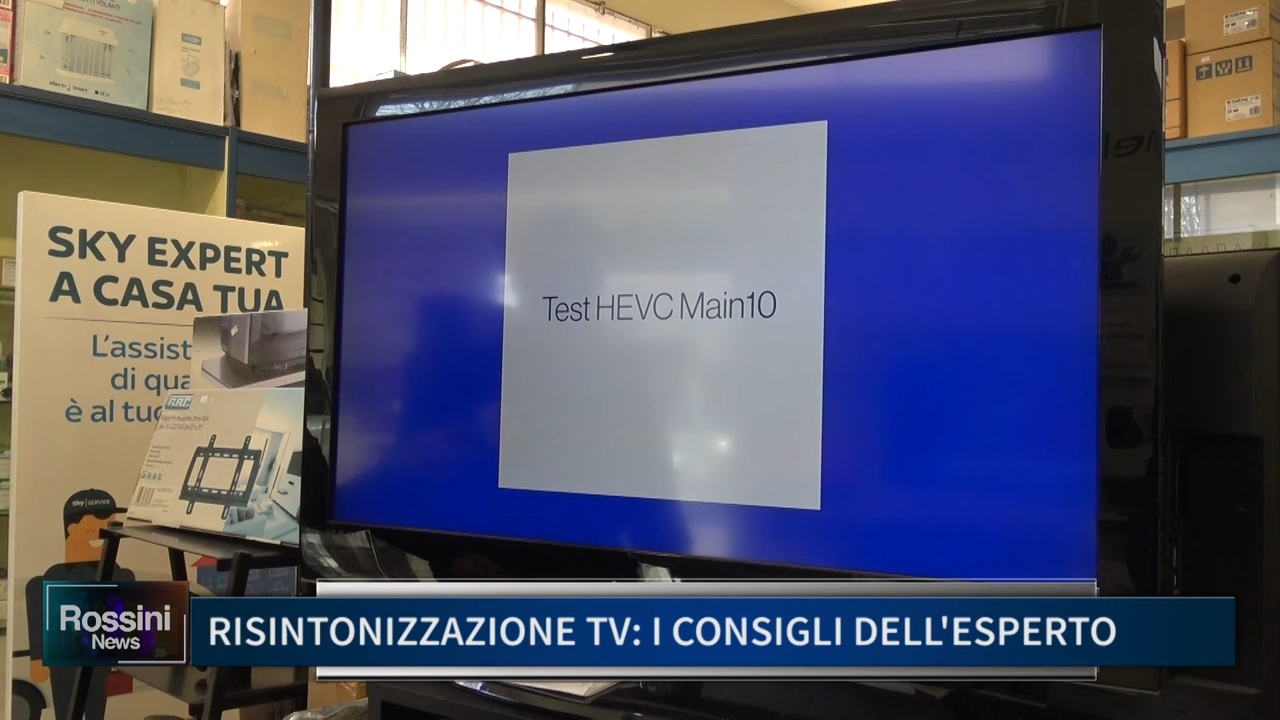 SKY EXPERT
A CASA TUA
L'assist
di qua
è al tuo
sky | SERVICE
Test HEVC Main10
Rossini
News
RISINTONIZZAZIONE TV: I CONSIGLI DELL'ESPERTO